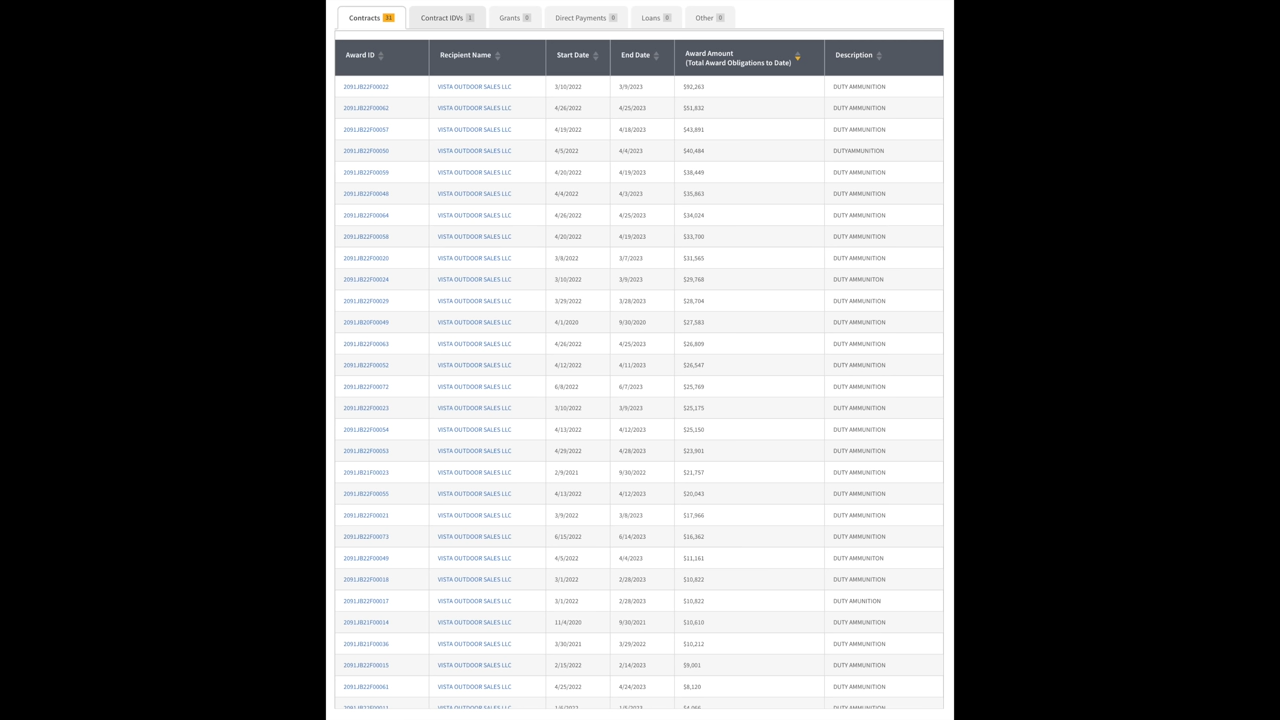 Contracts 31 Contract IDVs 1 Grants 0 Direct Payments 0 Loans 0 Other 0
Award ID Recipient Name Start Date End Date Award Amount (Total Award Obligations to Date) Description
2091JB22F00022 VISTA OUTDOOR SALES LLC 3/10/2022 3/9/2023 $92,263 DUTY AMMUNITION
2091JB22F00062 VISTA OUTDOOR SALES LLC 4/26/2022 4/25/2023 $51,832 DUTY AMMUNITION
2091JB22F00057 VISTA OUTDOOR SALES LLC 4/19/2022 4/18/2023 $43,891 DUTY AMMUNITION
2091JB22F00050 VISTA OUTDOOR SALES LLC 4/5/2022 4/4/2023 $40,484 DUTYAMMUNITION
2091JB22F00059 VISTA OUTDOOR SALES LLC 4/20/2022 4/19/2023 $38,449 DUTY AMMUNITION
2091JB22F00048 VISTA OUTDOOR SALES LLC 4/4/2022 4/3/2023 $35,863 DUTY AMMUNITION
2091JB22F00064 VISTA OUTDOOR SALES LLC 4/26/2022 4/25/2023 $34,024 DUTY AMMUNITION
2091JB22F00058 VISTA OUTDOOR SALES LLC 4/20/2022 4/19/2023 $33,700 DUTY AMMUNITION
2091JB22F00020 VISTA OUTDOOR SALES LLC 3/8/2022 3/7/2023 $31,565 DUTY AMMUNITION
2091JB22F00024 VISTA OUTDOOR SALES LLC 3/10/2022 3/9/2023 $29,768 DUTY AMMUNITON
2091JB22F00029 VISTA OUTDOOR SALES LLC 3/29/2022 3/28/2023 $28,704 DUTY AMMUNITION
2091JB20F00049 VISTA OUTDOOR SALES LLC 4/1/2020 9/30/2020 $27,583 DUTY AMMUNITION
2091JB22F00063 VISTA OUTDOOR SALES LLC 4/26/2022 4/25/2023 $26,809 DUTY AMMUNITION
2091JB22F00052 VISTA OUTDOOR SALES LLC 4/12/2022 4/11/2023 $26,547 DUTY AMMUNITION
2091JB22F00072 VISTA OUTDOOR SALES LLC 6/8/2022 6/7/2023 $25,769 DUTY AMMUNITION
2091JB22F00023 VISTA OUTDOOR SALES LLC 3/10/2022 3/9/2023 $25,175 DUTY AMMUNITION
2091JB22F00054 VISTA OUTDOOR SALES LLC 4/13/2022 4/12/2023 $25,150 DUTY AMMUNITION
2091JB22F00053 VISTA OUTDOOR SALES LLC 4/29/2022 4/28/2023 $23,901 DUTY AMMUNITION
2091JB21F00023 VISTA OUTDOOR SALES LLC 2/9/2021 9/30/2022 $21,757 DUTY AMMUNITION
2091JB22F00055 VISTA OUTDOOR SALES LLC 4/13/2022 4/12/2023 $20,043 DUTY AMMUNITION
2091JB22F00021 VISTA OUTDOOR SALES LLC 3/9/2022 3/8/2023 $17,966 DUTY AMMUNITION
2091JB22F00073 VISTA OUTDOOR SALES LLC 6/15/2022 6/14/2023 $16,362 DUTY AMMUNITION
2091JB22F00049 VISTA OUTDOOR SALES LLC 4/5/2022 4/4/2023 $11,161 DUTY AMMUNITON
2091JB22F00018 VISTA OUTDOOR SALES LLC 3/1/2022 2/28/2023 $10,822 DUTY AMMUNITION
2091JB22F00017 VISTA OUTDOOR SALES LLC 3/1/2022 2/28/2023 $10,822 DUTY AMUNITION
2091JB21F00014 VISTA OUTDOOR SALES LLC 11/4/2020 9/30/2021 $10,610 DUTY AMMUNITION
2091JB21F00036 VISTA OUTDOOR SALES LLC 3/30/2021 3/29/2022 $10,212 DUTY AMMUNITION
2091JB22F00015 VISTA OUTDOOR SALES LLC 2/15/2022 2/14/2023 $9,001 DUTY AMMUNITION
2091JB22F00061 VISTA OUTDOOR SALES LLC 4/25/2022 4/24/2023 $8,120 DUTY AMMUNITION
VISTA OUTDOOR SALES LLC DUTY AMMUNITION